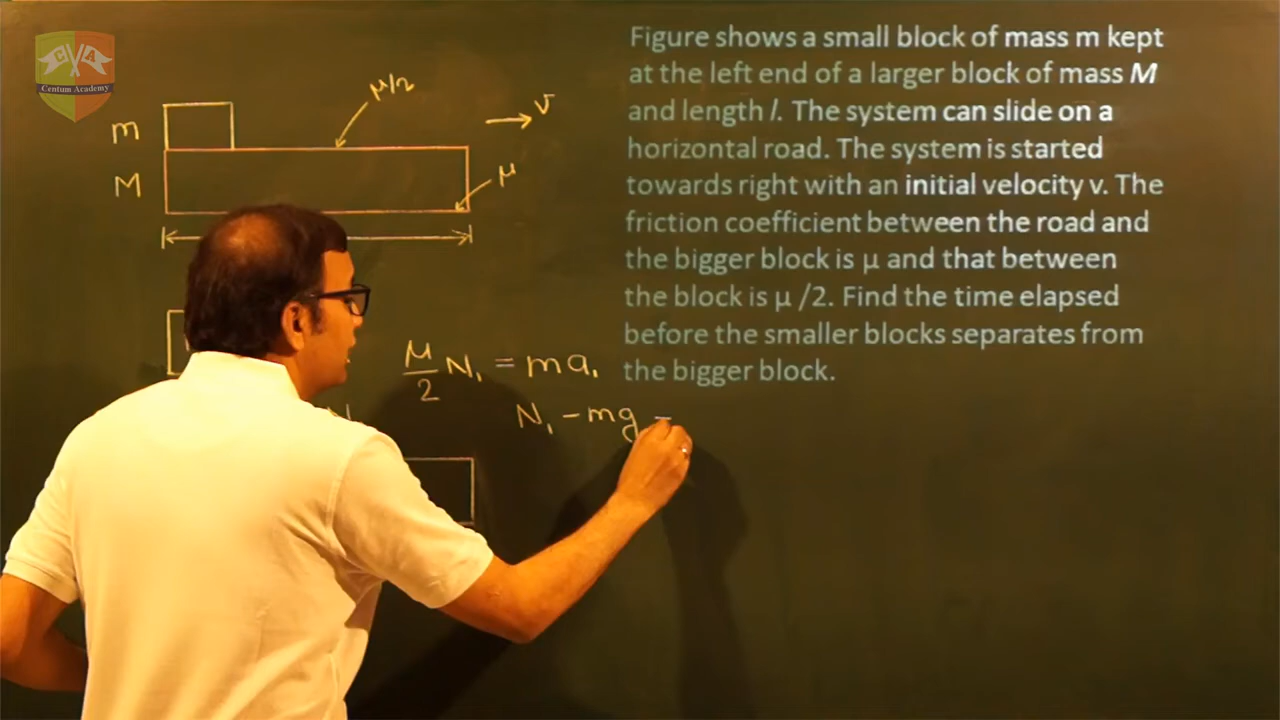 C A
Centum Academy
μ/2
v
m
M
μ
μ/2 N₁ = ma₁
N₁ - mg =
Figure shows a small block of mass m kept
at the left end of a larger block of mass M
and length l. The system can slide on a
horizontal road. The system is started
towards right with an initial velocity v. The
friction coefficient between the road and
the bigger block is μ and that between
the block is μ /2. Find the time elapsed
before the smaller blocks separates from
the bigger block.